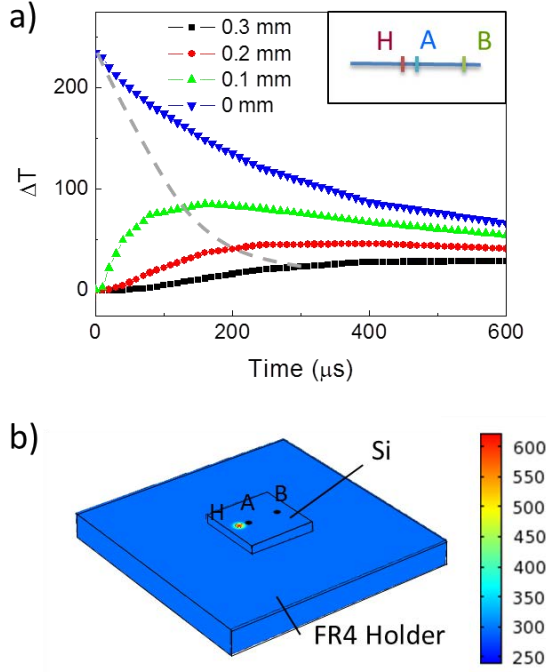 a)
0.3 mm
0.2 mm
0.1 mm
0 mm
H A B
200
100
0
ΔT
0 200 400 600
Time (μs)
b)
Si
H A B
FR4 Holder
600
550
500
450
400
350
300
250